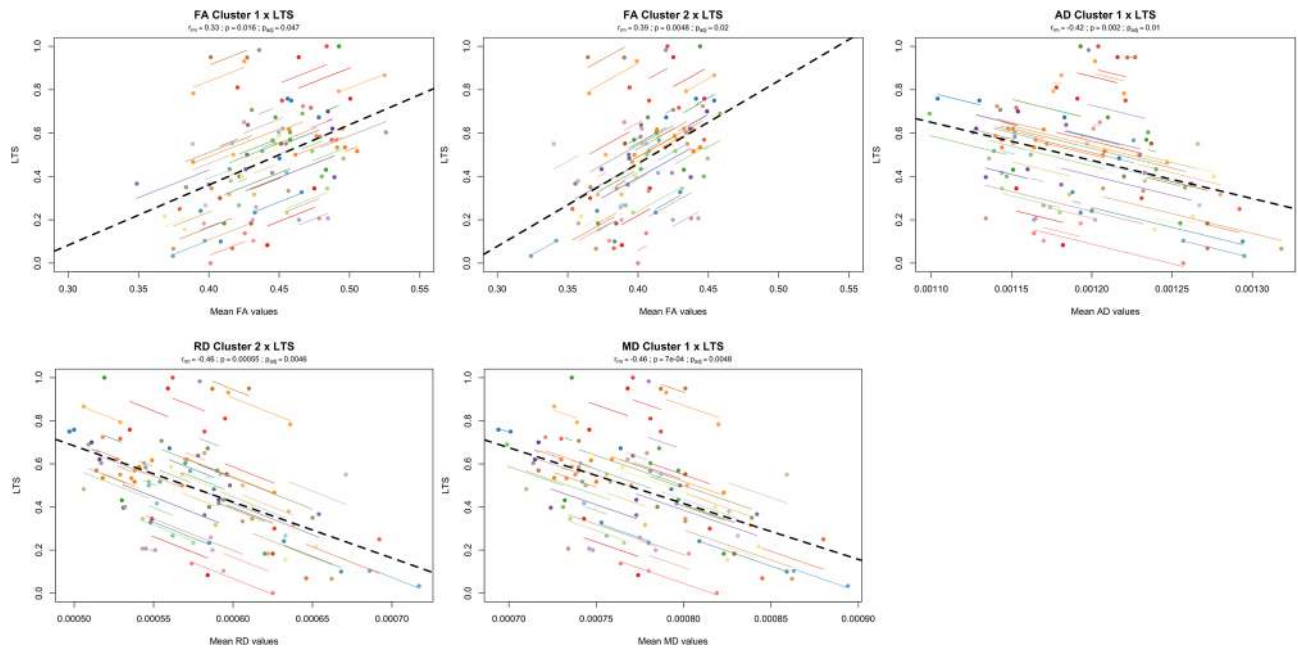 FA Cluster 1 x LTS
r_rm = 0.33 ; p = 0.016 ; p_adj = 0.047
LTS
1.0
0.8
0.6
0.4
0.2
0.0
0.30
0.35
0.40
0.45
0.50
0.55
Mean FA values
FA Cluster 2 x LTS
r_rm = 0.39 ; p = 0.0048 ; p_adj = 0.02
LTS
1.0
0.8
0.6
0.4
0.2
0.0
0.30
0.35
0.40
0.45
0.50
0.55
Mean FA values
AD Cluster 1 x LTS
r_rm = -0.42 ; p = 0.002 ; p_adj = 0.01
LTS
1.0
0.8
0.6
0.4
0.2
0.0
0.00110
0.00115
0.00120
0.00125
0.00130
Mean AD values
RD Cluster 2 x LTS
r_rm = -0.46 ; p = 0.00055 ; p_adj = 0.0046
LTS
1.0
0.8
0.6
0.4
0.2
0.0
0.00050
0.00055
0.00060
0.00065
0.00070
Mean RD values
MD Cluster 1 x LTS
r_rm = -0.46 ; p = 7e-04 ; p_adj = 0.0048
LTS
1.0
0.8
0.6
0.4
0.2
0.0
0.00070
0.00075
0.00080
0.00085
0.00090
Mean MD values